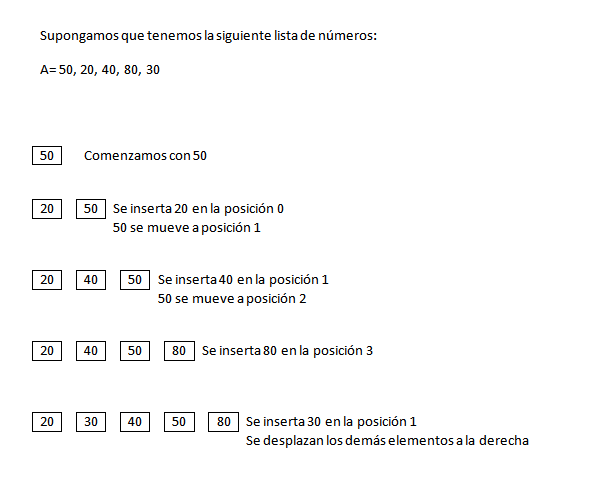 Supongamos que tenemos la siguiente lista de números:
A= 50, 20, 40, 80, 30
50 Comenzamos con 50
20 50 Se inserta 20 en la posición 0
50 se mueve a posición 1
20 40 50 Se inserta 40 en la posición 1
50 se mueve a posición 2
20 40 50 80 Se inserta 80 en la posición 3
20 30 40 50 80 Se inserta 30 en la posición 1
Se desplazan los demás elementos a la derecha